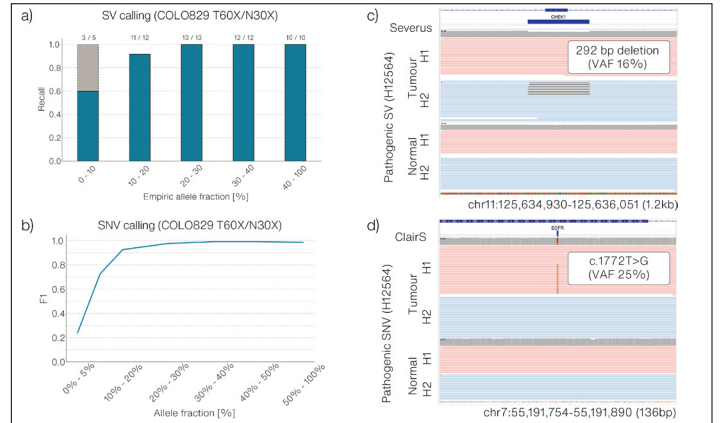 a)
SV calling (COLO829 T60X/N30X)
3 / 5
11 / 12
13 / 13
12 / 12
10 / 10
1.0
0.8
0.6
0.4
0.2
0.0
Recall
0 - 10
10 - 20
20 - 30
30 - 40
40 - 100
Empiric allele fraction [%]
b)
SNV calling (COLO829 T60X/N30X)
1.0
0.8
0.6
0.4
0.2
0.0
F1
0% - 5%
10% - 20%
20% - 30%
30% - 40%
40% - 50%
50% - 100%
Allele fraction [%]
c)
CHEK1
Severus
Pathogenic SV (H12564)
Tumour
H1
H2
Normal
H1
H2
292 bp deletion
(VAF 16%)
chr11:125,634,930-125,636,051 (1.2kb)
d)
EGFR
ClairS
Pathogenic SNV (H12564)
Tumour
H1
H2
Normal
H1
H2
c.1772T>G
(VAF 25%)
chr7:55,191,754-55,191,890 (136bp)